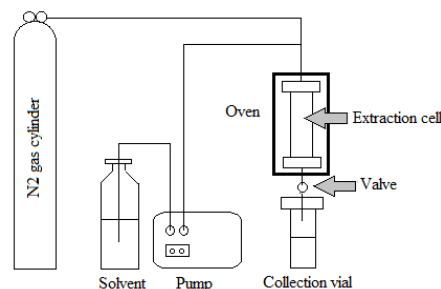 N2 gas cylinder
Oven
Extraction cell
Valve
Solvent
Pump
Collection vial